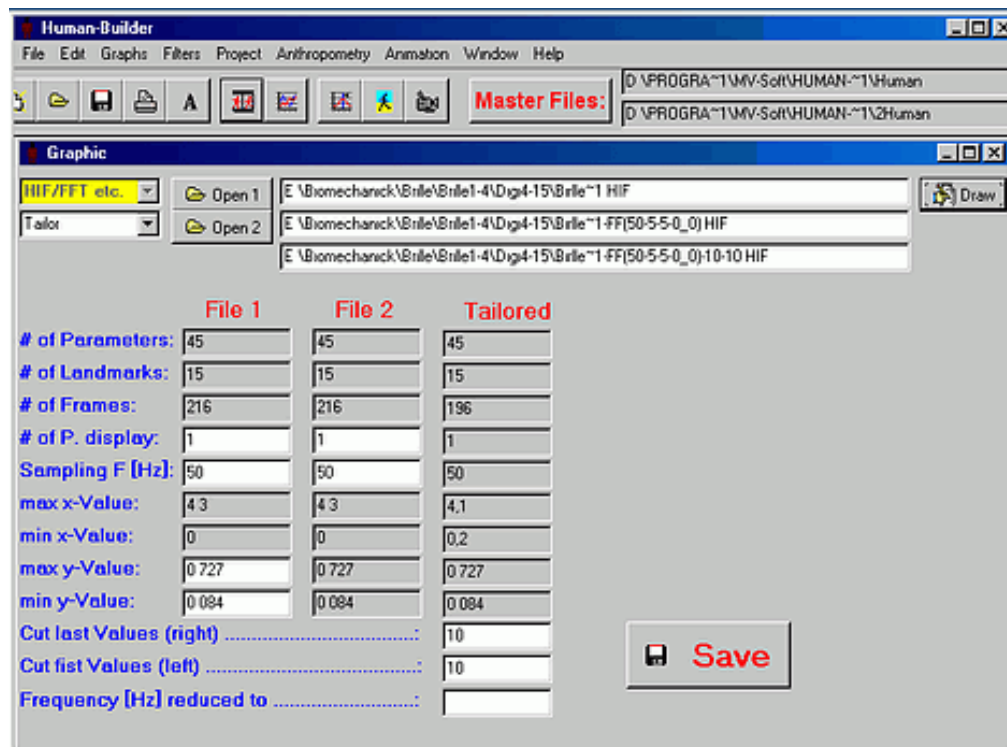 Human-Builder
File Edit Graphs Filters Project Anthropometry Animation Window Help
A Master Files: D \PROGRA~1\MV-Soft\HUMAN-~1\Human
D \PROGRA~1\MV-Soft\HUMAN-~1\2Human
Graphic
HIF/FFT etc. Open 1 E \Biomechanick\Brille\Brille1-4\Digi4-15\Brille~1 HIF Draw
Tailor Open 2 E \Biomechanick\Brille\Brille1-4\Digi4-15\Brille~1-FF(50-5-5-0_0) HIF
E \Biomechanick\Brille\Brille1-4\Digi4-15\Brille~1-FF(50-5-5-0_0)-10-10 HIF
File 1 File 2 Tailored
# of Parameters: 45 45 45
# of Landmarks: 15 15 15
# of Frames: 216 216 196
# of P. display: 1 1 1
Sampling F [Hz]: 50 50 50
max x-Value: 4 3 4 3 4,1
min x-Value: 0 0 0,2
max y-Value: 0 727 0 727 0 727
min y-Value: 0 084 0 084 0 084
Cut last Values (right) ......................................: 10
Cut fist Values (left) ..........................................: 10
Save
Frequency [Hz] reduced to ............................: